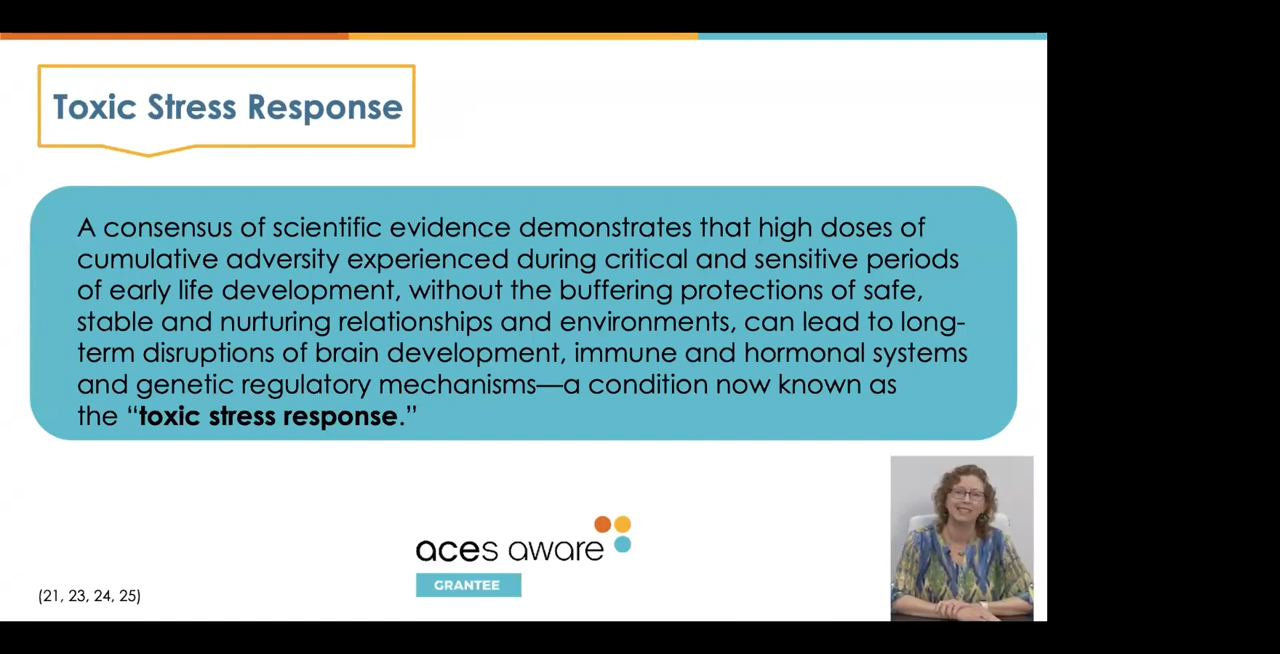 Toxic Stress Response
A consensus of scientific evidence demonstrates that high doses of
cumulative adversity experienced during critical and sensitive periods
of early life development, without the buffering protections of safe,
stable and nurturing relationships and environments, can lead to long-
term disruptions of brain development, immune and hormonal systems
and genetic regulatory mechanisms—a condition now known as
the “toxic stress response.”
aces aware
GRANTEE
(21, 23, 24, 25)